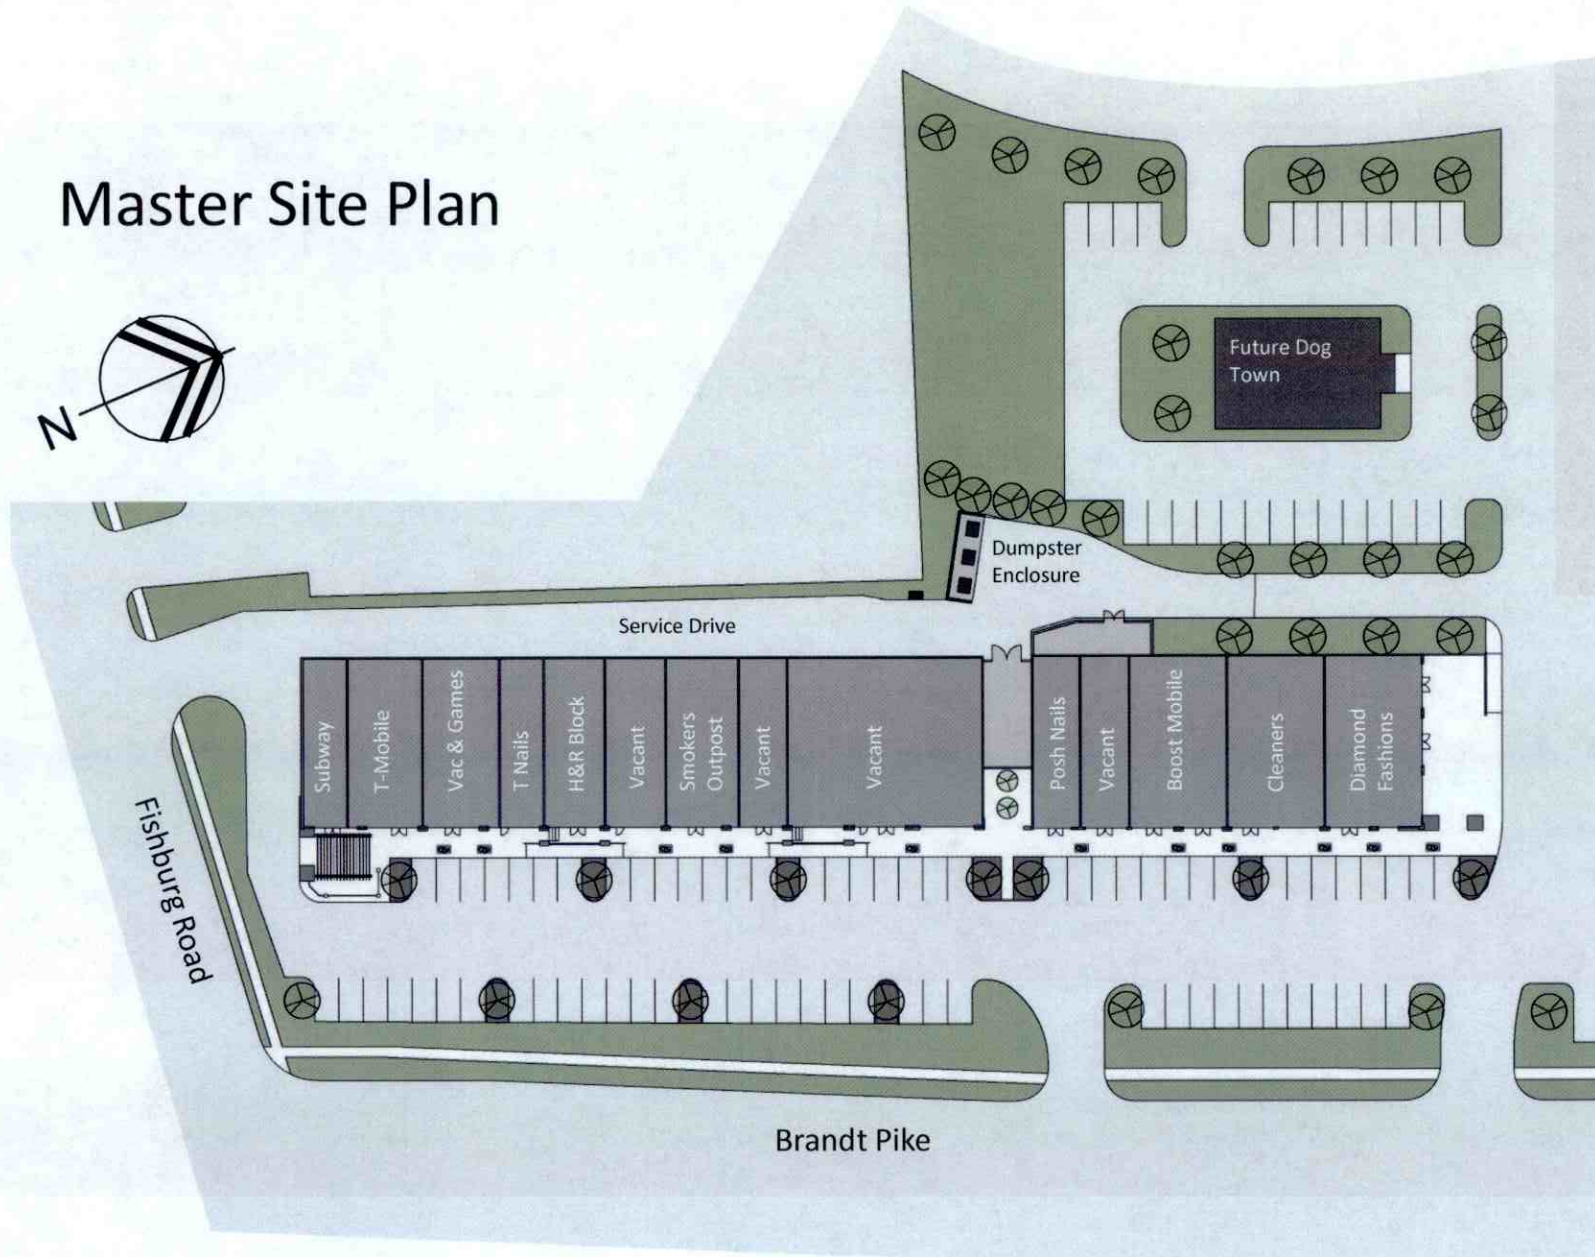 Master Site Plan
N
Future Dog
Town
Dumpster
Enclosure
Service Drive
Subway
T-Mobile
Vac & Games
T Nails
H&R Block
Vacant
Smokers
Outpost
Vacant
Vacant
Posh Nails
Vacant
Boost Mobile
Cleaners
Diamond
Fashions
Fishburg Road
Brandt Pike